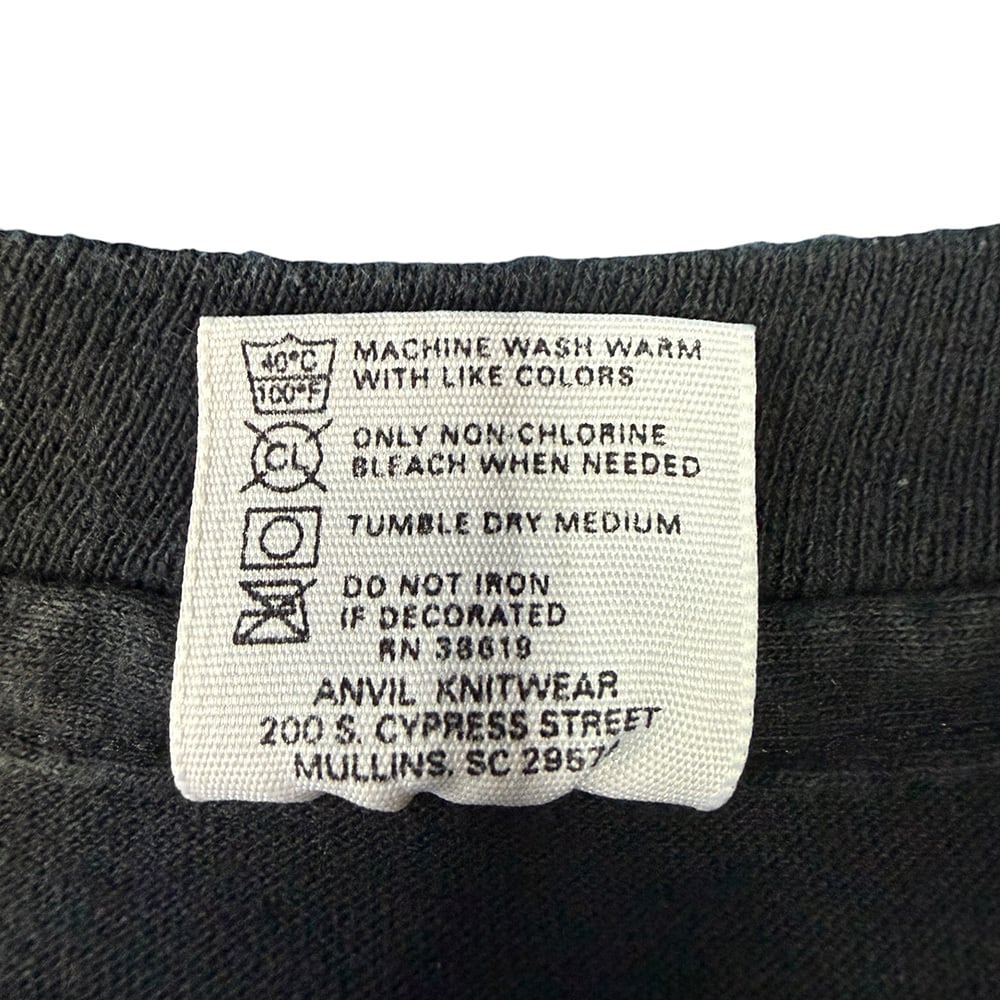 40°C
100°F
MACHINE WASH WARM
WITH LIKE COLORS
CL
ONLY NON-CHLORINE
BLEACH WHEN NEEDED
TUMBLE DRY MEDIUM
DO NOT IRON
IF DECORATED
RN 38619
ANVIL KNITWEAR
200 S. CYPRESS STREET
MULLINS, SC